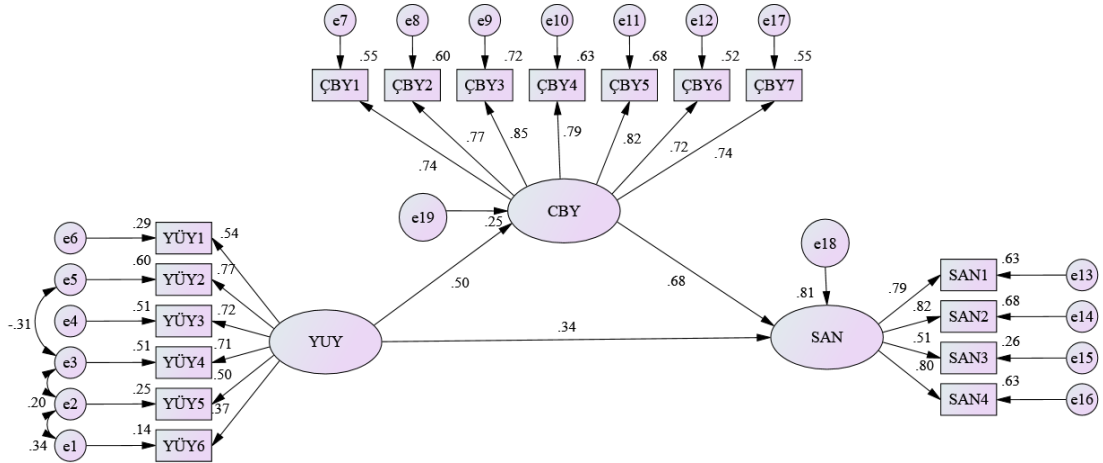 e7 e8 e9 e10 e11 e12 e17
.55 .60 .72 .63 .68 .52 .55
ÇBY1 ÇBY2 ÇBY3 ÇBY4 ÇBY5 ÇBY6 ÇBY7
.74 .77 .85 .79 .82 .72 .74
e19 .25 CBY
e6 .29 YÜY1 .54
e5 .60 YÜY2 .77
e4 .51 YÜY3 .72
e3 .51 YÜY4 .71
e2 .25 YÜY5 .50
e1 .14 YÜY6 .37
-.31
.20
.34
YUY
.50
.68
.34
e18
.81
SAN
.79 SAN1 .63 e13
.82 SAN2 .68 e14
.51 SAN3 .26 e15
.80 SAN4 .63 e16